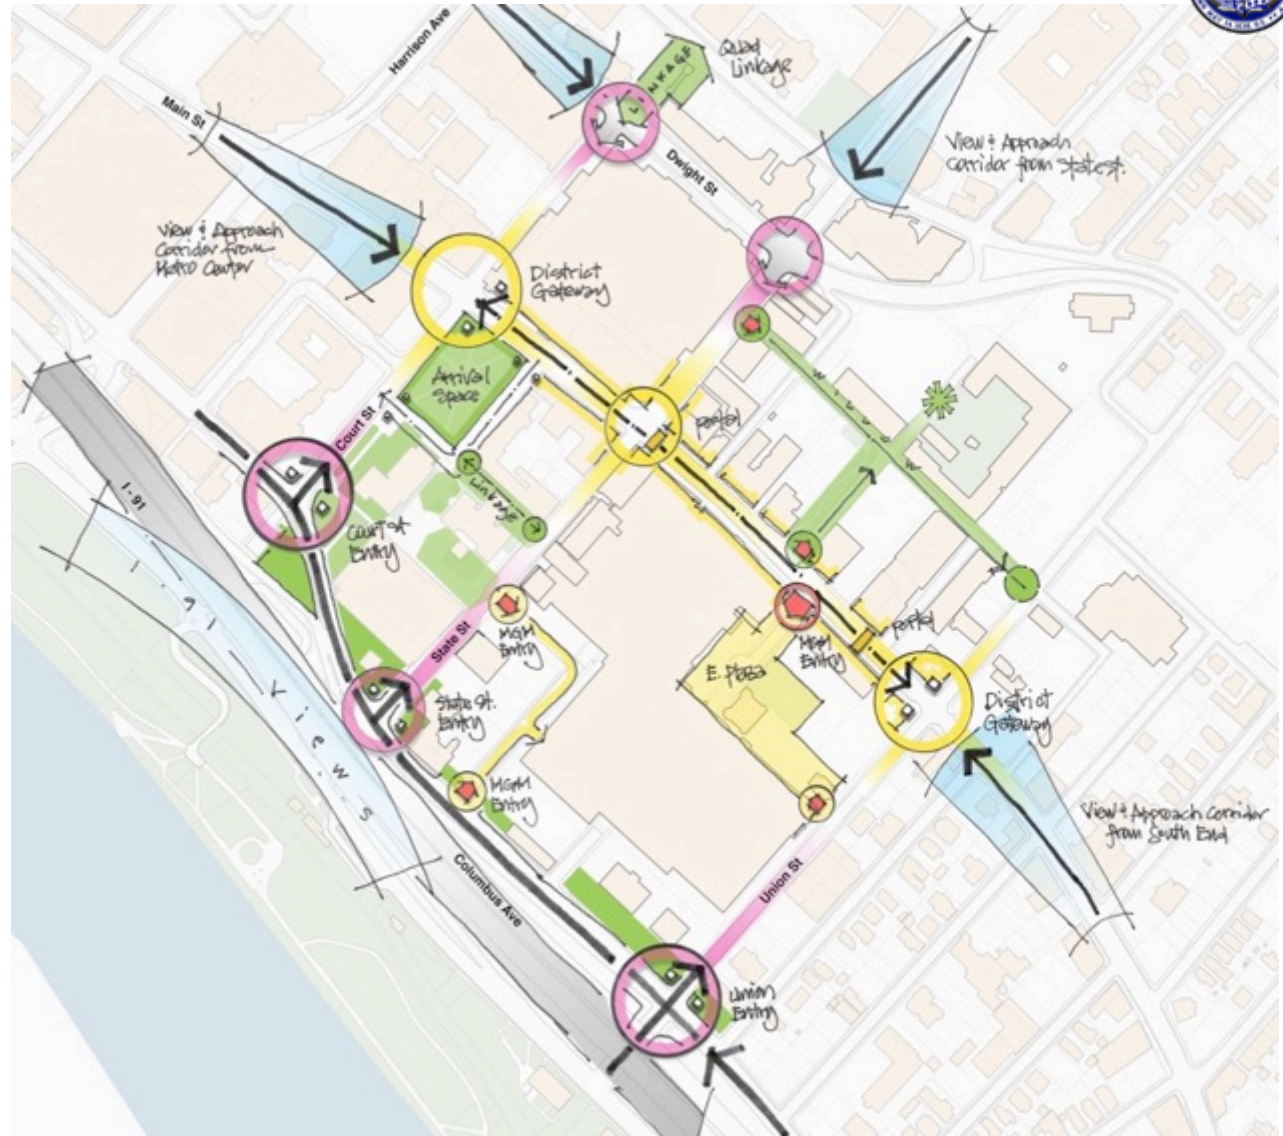 Harrison Ave
LINKAGE
Quad
Linkage
Main St
Dwight St
View & Approach
Corridor from State St.
View & Approach
Corridor from
Metro Center
District
Gateway
Arrival
Space
Court St
portal
I-91
Linkage
Court St
Entry
I-91 Views
State St
MGM
Entry
MGM
Entry
portal
E. Plaza
State St.
Entry
District
Gateway
MGM
Entry
View & Approach Corridor
from South End
Columbus Ave
Union St
Union
Entry